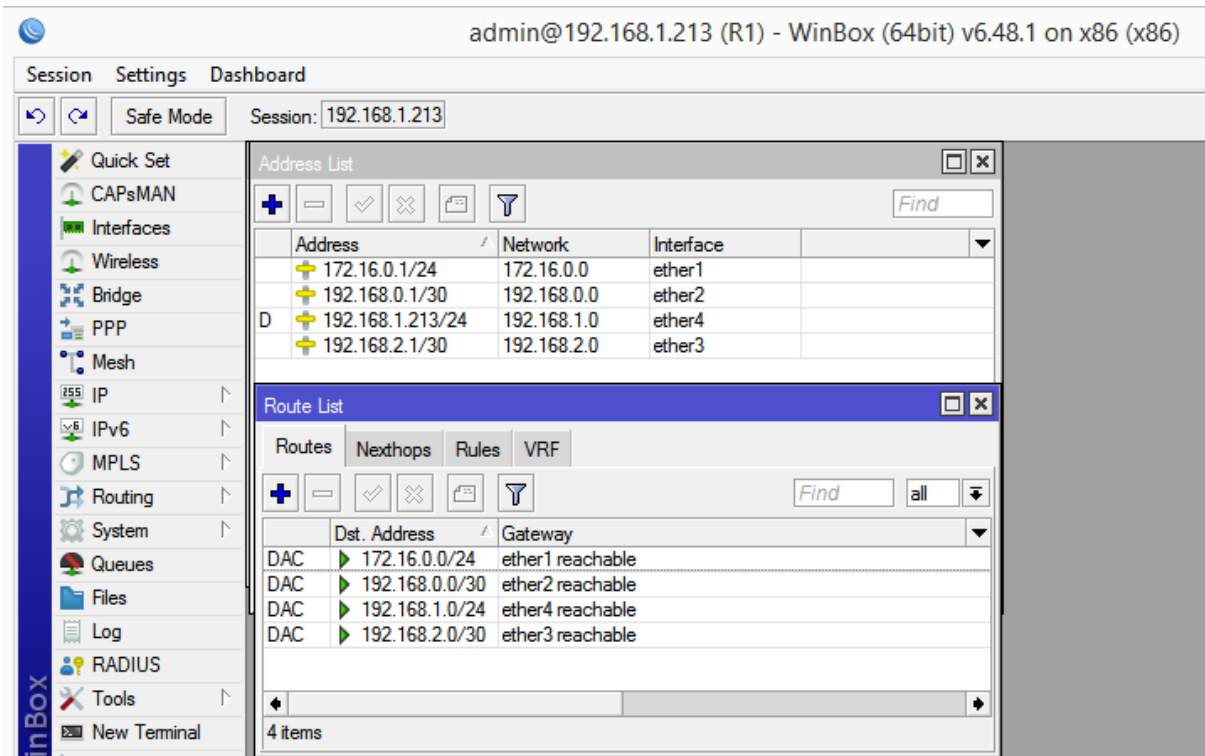 admin@192.168.1.213 (R1) - WinBox (64bit) v6.48.1 on x86 (x86)
Session Settings Dashboard
Safe Mode Session: 192.168.1.213
Quick Set
CAPsMAN
Interfaces
Wireless
Bridge
PPP
Mesh
255 IP
v6 IPv6
MPLS
Routing
System
Queues
Files
Log
RADIUS
Tools
New Terminal
inBox
Address List
Find
Address Network Interface
172.16.0.1/24 172.16.0.0 ether1
192.168.0.1/30 192.168.0.0 ether2
D 192.168.1.213/24 192.168.1.0 ether4
192.168.2.1/30 192.168.2.0 ether3
Route List
Routes Nexthops Rules VRF
Find all
Dst. Address Gateway
DAC 172.16.0.0/24 ether1 reachable
DAC 192.168.0.0/30 ether2 reachable
DAC 192.168.1.0/24 ether4 reachable
DAC 192.168.2.0/30 ether3 reachable
4 items